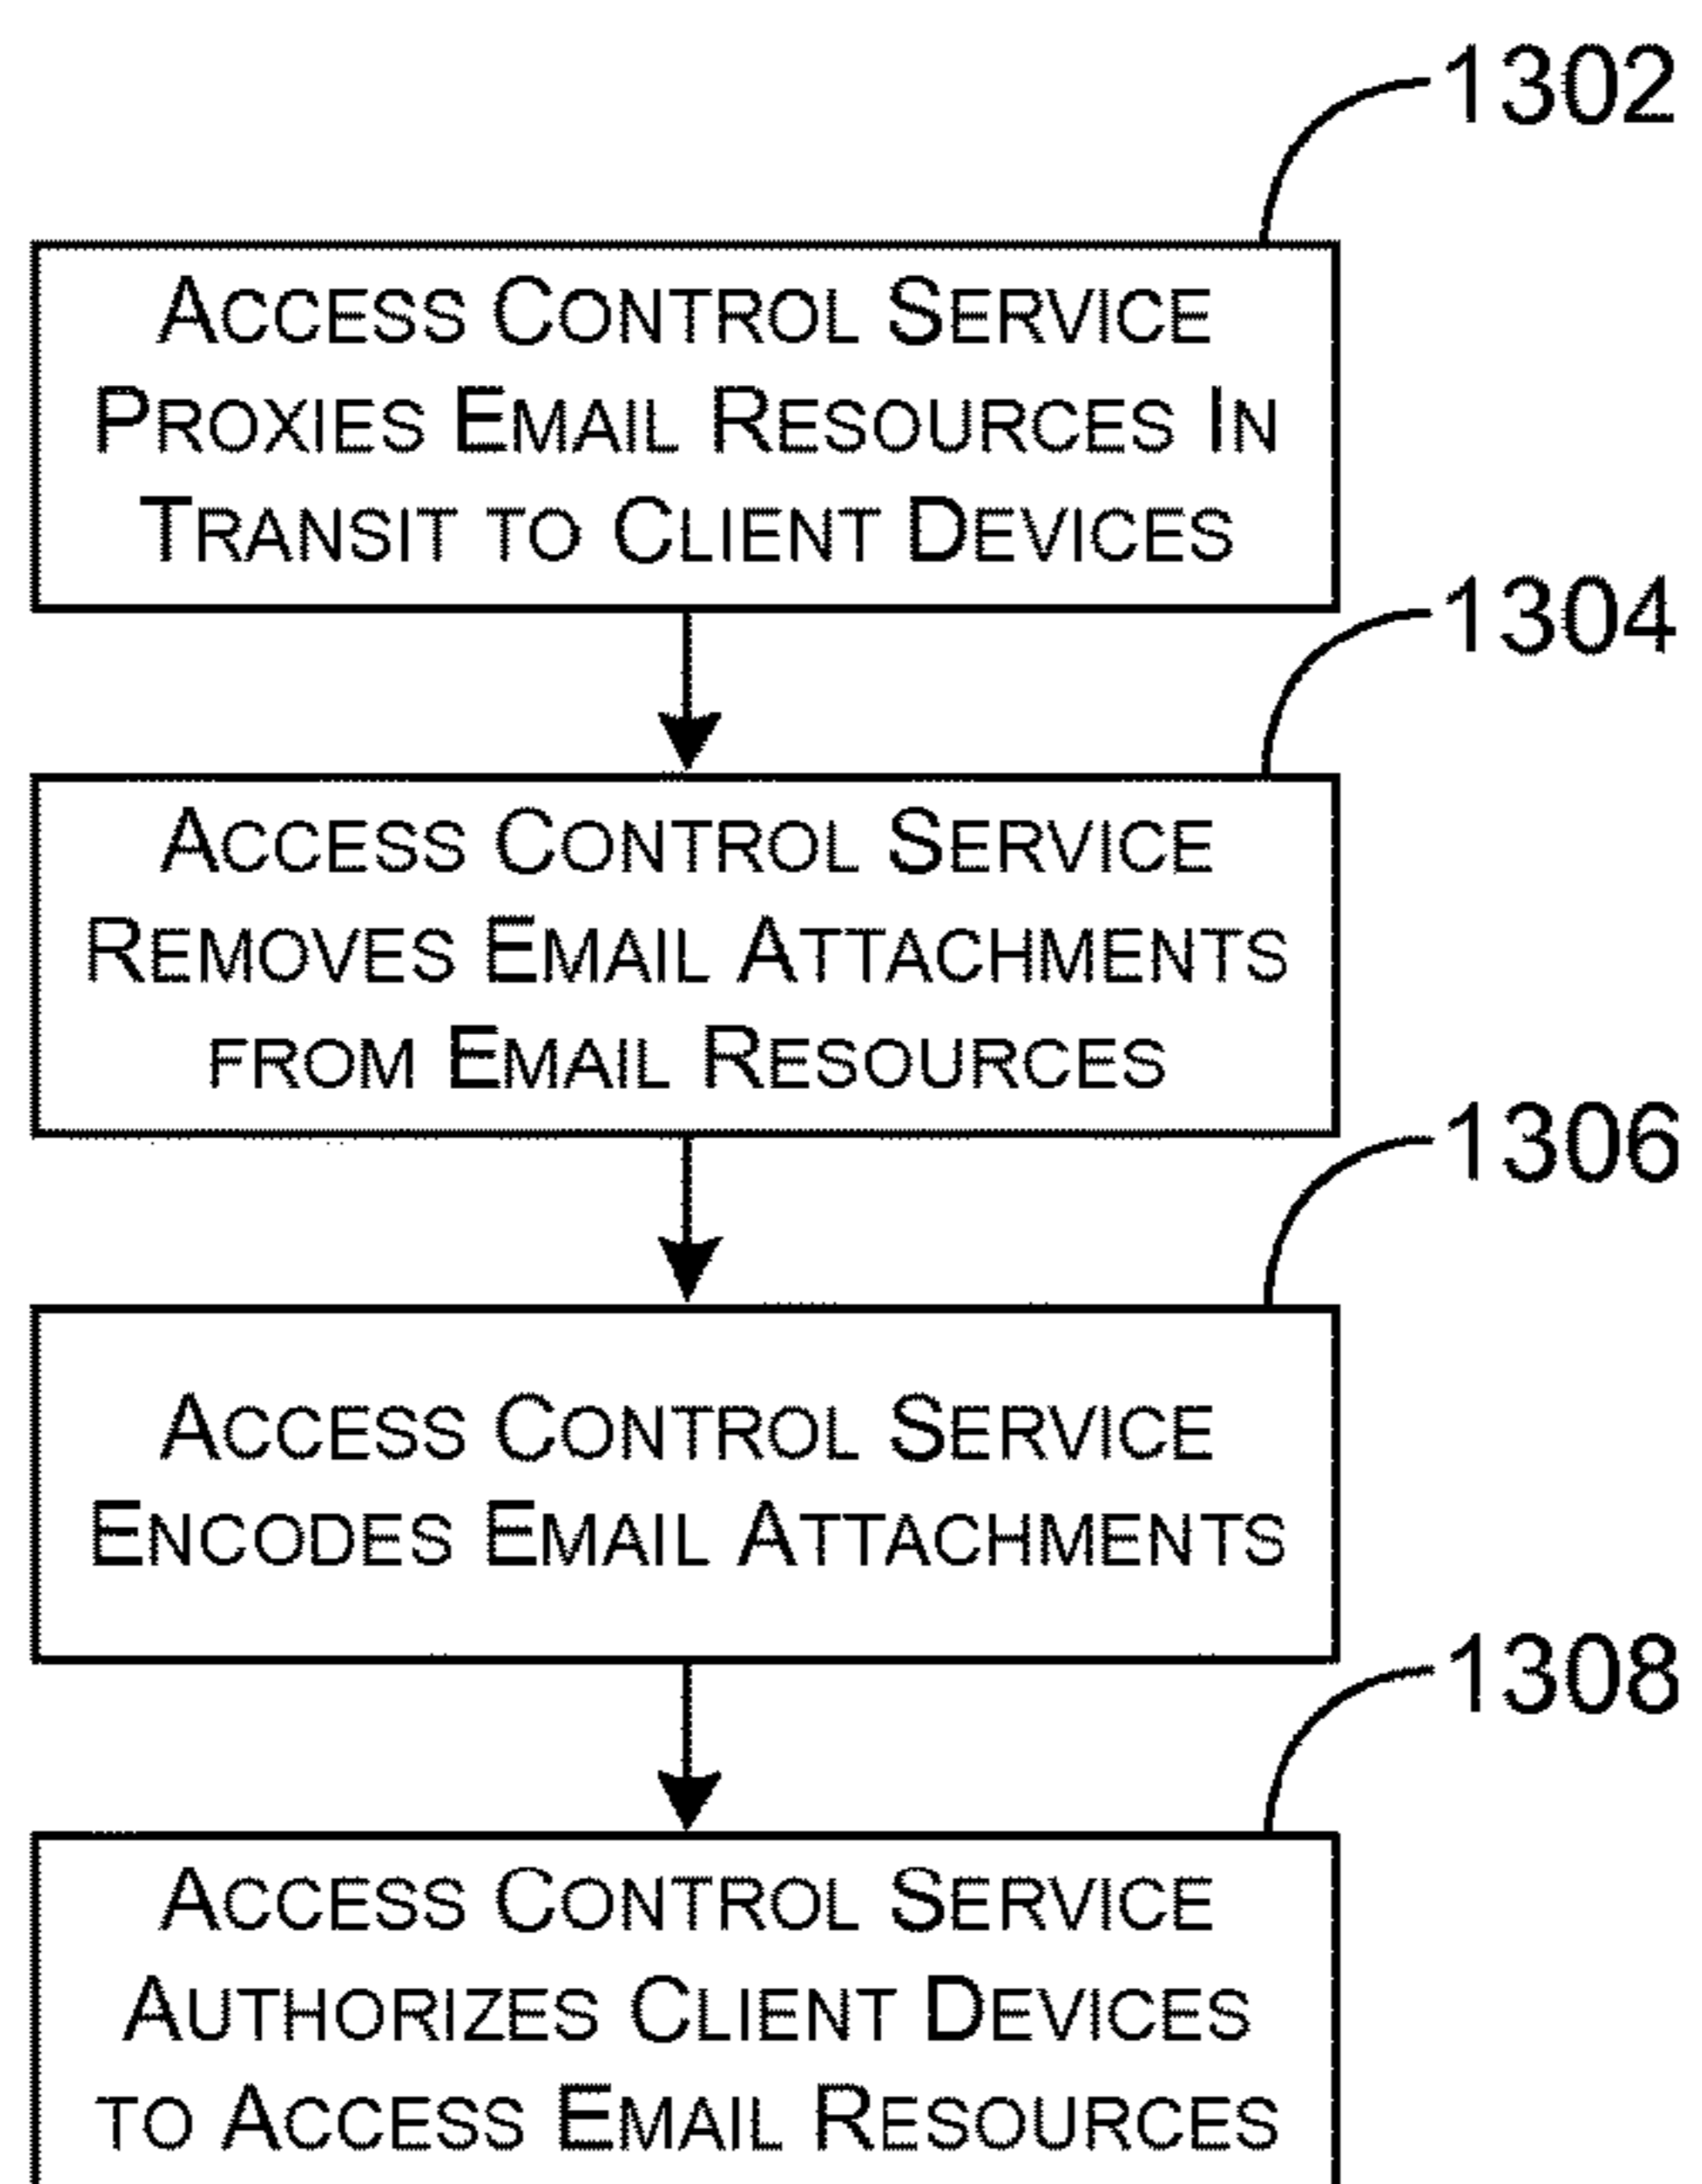 1302
ACCESS CONTROL SERVICE
PROXIES EMAIL RESOURCES IN
TRANSIT TO CLIENT DEVICES
1304
ACCESS CONTROL SERVICE
REMOVES EMAIL ATTACHMENTS
FROM EMAIL RESOURCES
1306
ACCESS CONTROL SERVICE
ENCODES EMAIL ATTACHMENTS
1308
ACCESS CONTROL SERVICE
AUTHORIZES CLIENT DEVICES
TO ACCESS EMAIL RESOURCES